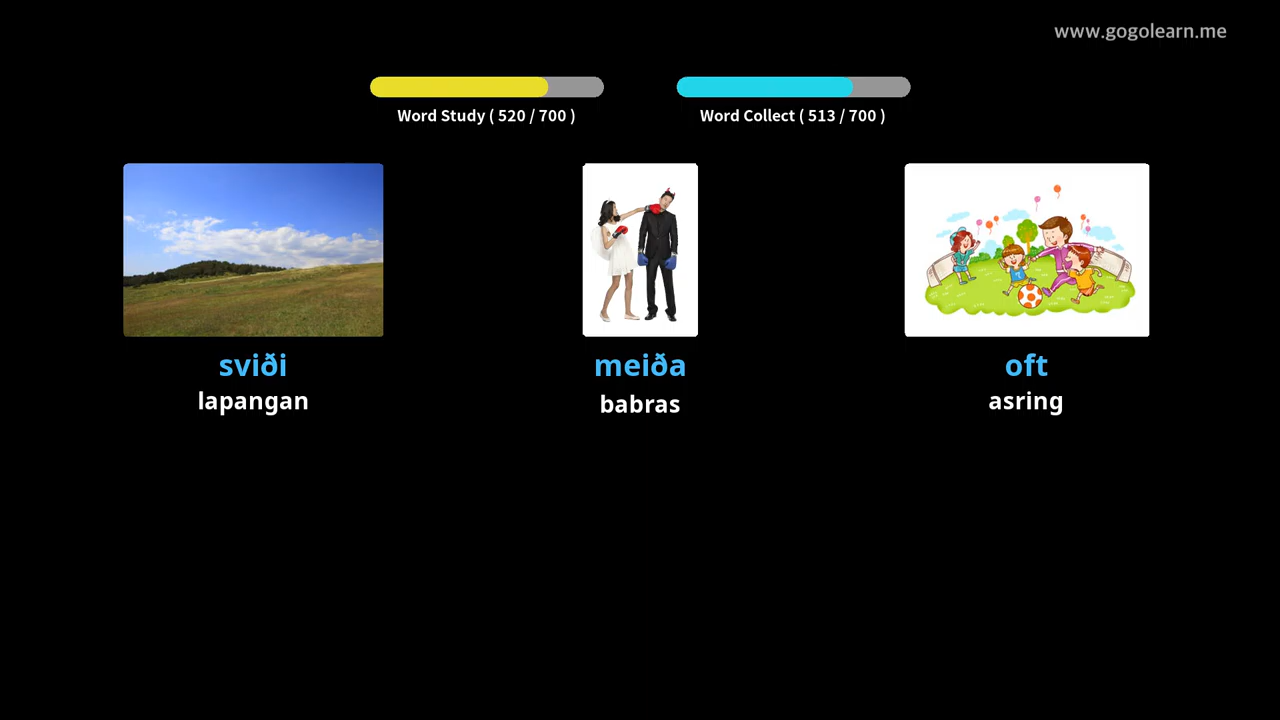 www.gogolearn.me
Word Study ( 520 / 700 )
Word Collect ( 513 / 700 )
sviði
lapangan
meiða
babras
oft
asring